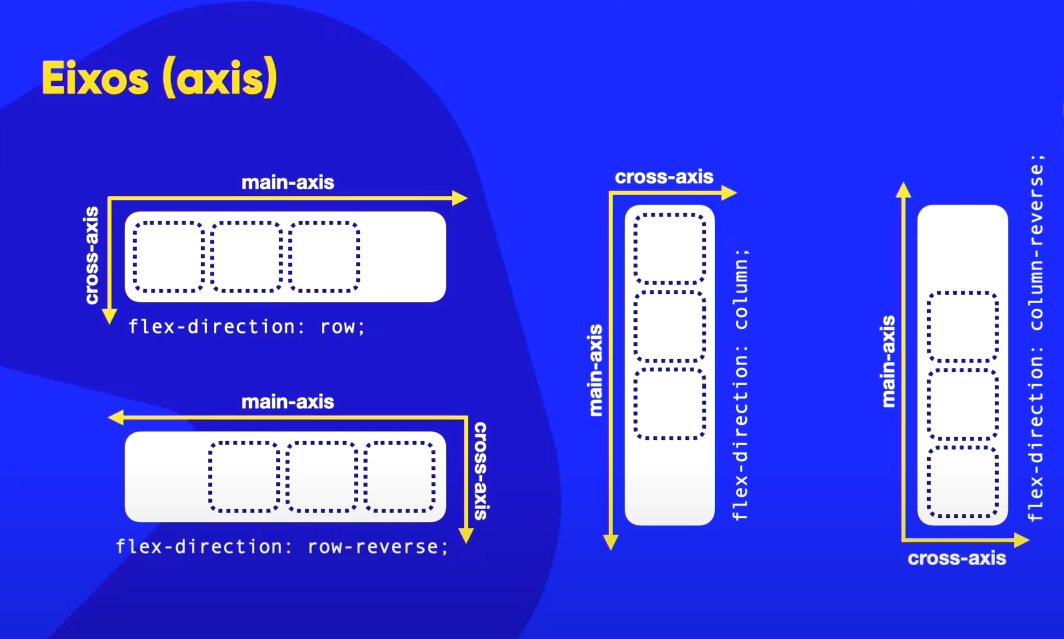 Eixos (axis)
main-axis
cross-axis
flex-direction: row;
main-axis
cross-axis
flex-direction: row-reverse;
cross-axis
main-axis
flex-direction: column;
main-axis
flex-direction: column-reverse;
cross-axis